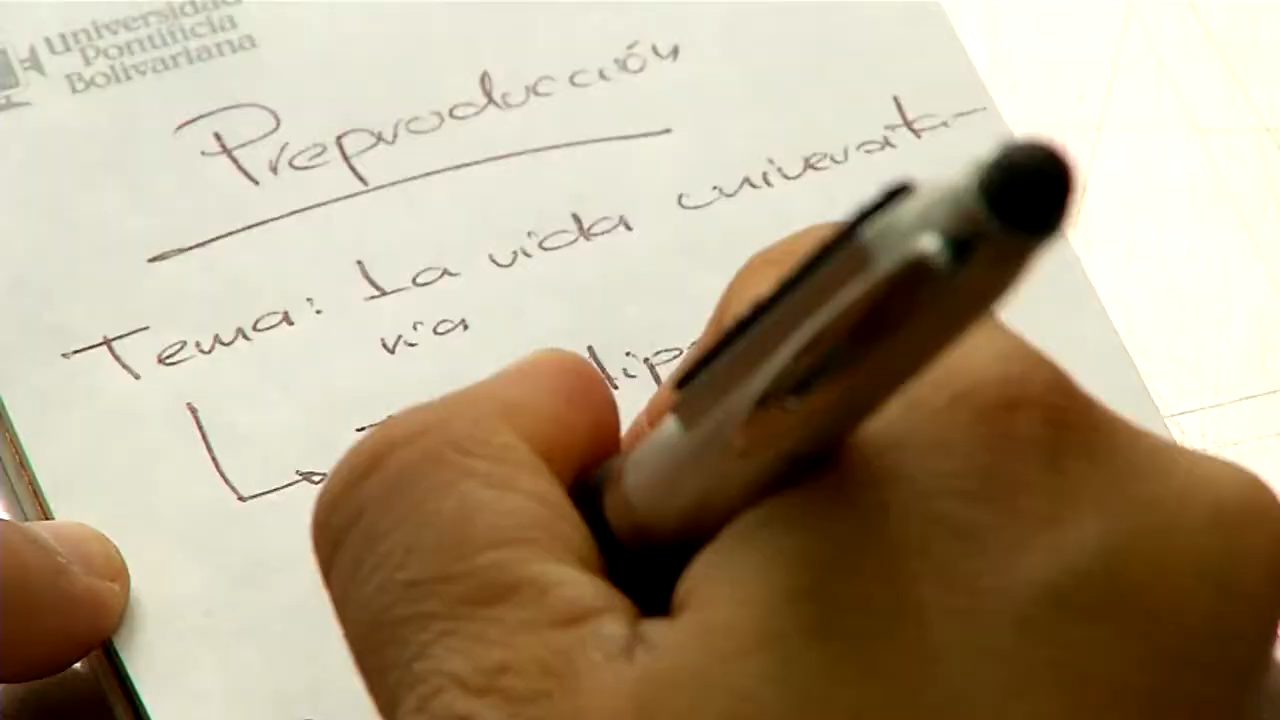 Universidad
Pontificia
Bolivariana
Preproducción
Tema: La vida universita-
ria